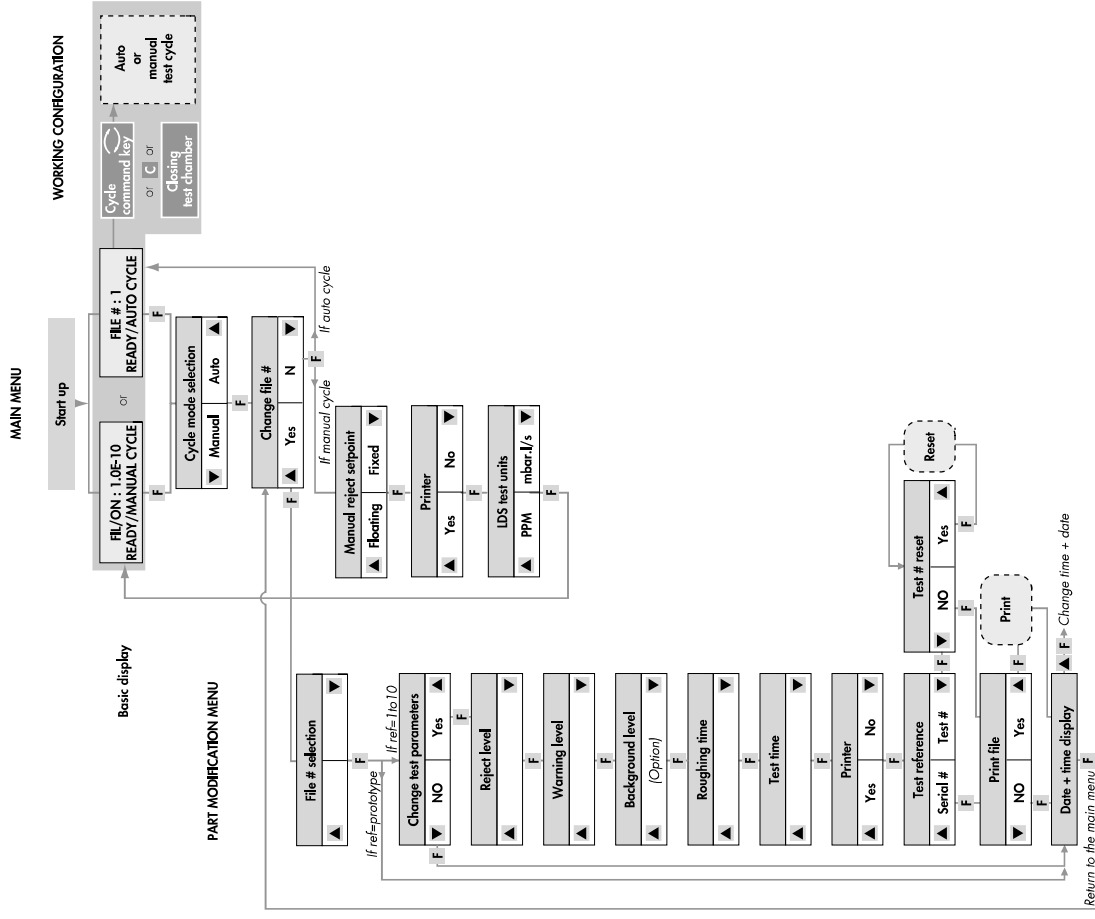 MAIN MENU
WORKING CONFIGURATION
Start up
Basic display
FIL/ON : 1.0E-10
READY/MANUAL CYCLE
or
FILE # : 1
READY/AUTO CYCLE
Cycle
command key
or C or
Closing
test chamber
Auto
or
manual
test cycle
F
F
Cycle mode selection
▼ Manual Auto ▲
F
Change file #
▲ Yes N ▼
F
F
If manual cycle
If auto cycle
Manual reject setpoint
▲ Floating Fixed ▼
F
Printer
▲ Yes No ▼
F
LDS test units
▲ PPM mbar.l/s ▼
F
PART MODIFICATION MENU
File # selection
▲ ▼
F
If ref=prototype
If ref=1to10
Change test parameters
▼ NO Yes ▲
F
F
Reject level
▲ ▼
F
Warning level
▲ ▼
F
Background level
▲ ▼
(Option)
F
Roughing time
▲ ▼
F
Test time
▲ ▼
F
Printer
▲ Yes No ▼
F
Test reference
▲ Serial # Test # ▼
F
F
Test # reset
▼ NO Yes ▲
F
F
Reset
Print file
▼ NO Yes ▲
F
F
Print
Date + time display
▲ F Change time + date
F
Return to the main menu